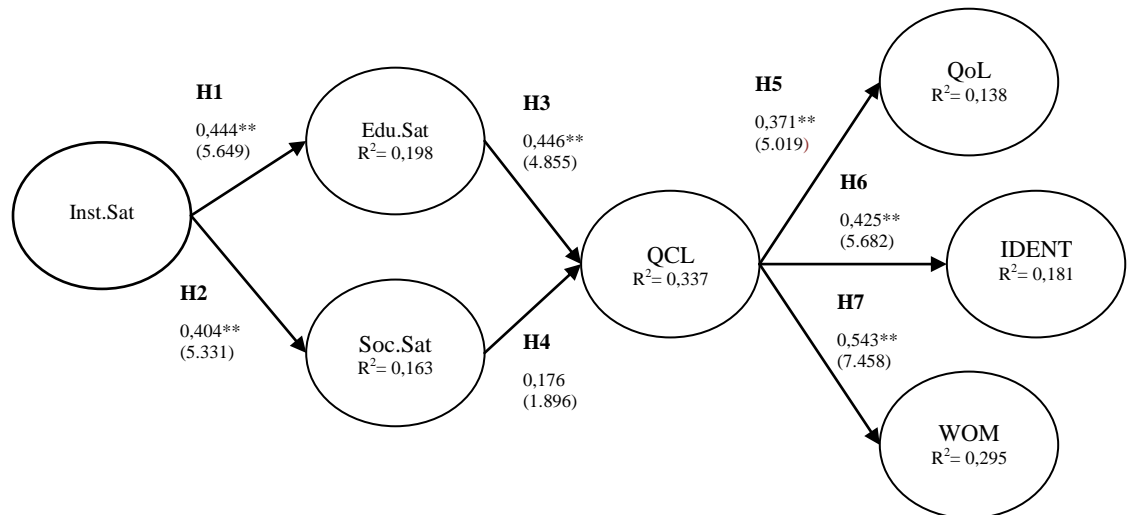 Inst.Sat
H1
0,444**
(5.649)
H2
0,404**
(5.331)
Edu.Sat
R²= 0,198
Soc.Sat
R²= 0,163
H3
0,446**
(4.855)
H4
0,176
(1.896)
QCL
R²= 0,337
H5
0,371**
(5.019)
H6
0,425**
(5.682)
H7
0,543**
(7.458)
QoL
R²= 0,138
IDENT
R²= 0,181
WOM
R²= 0,295